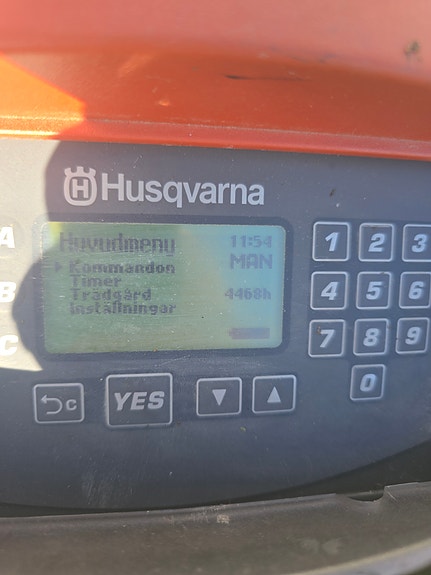 Husqvarna
Huvudmeny 11:54
Kommandon MAN
Timer
Trädgård 4468h
Inställningar
A
B
C
1 2 3
4 5 6
7 8 9
0
C YES